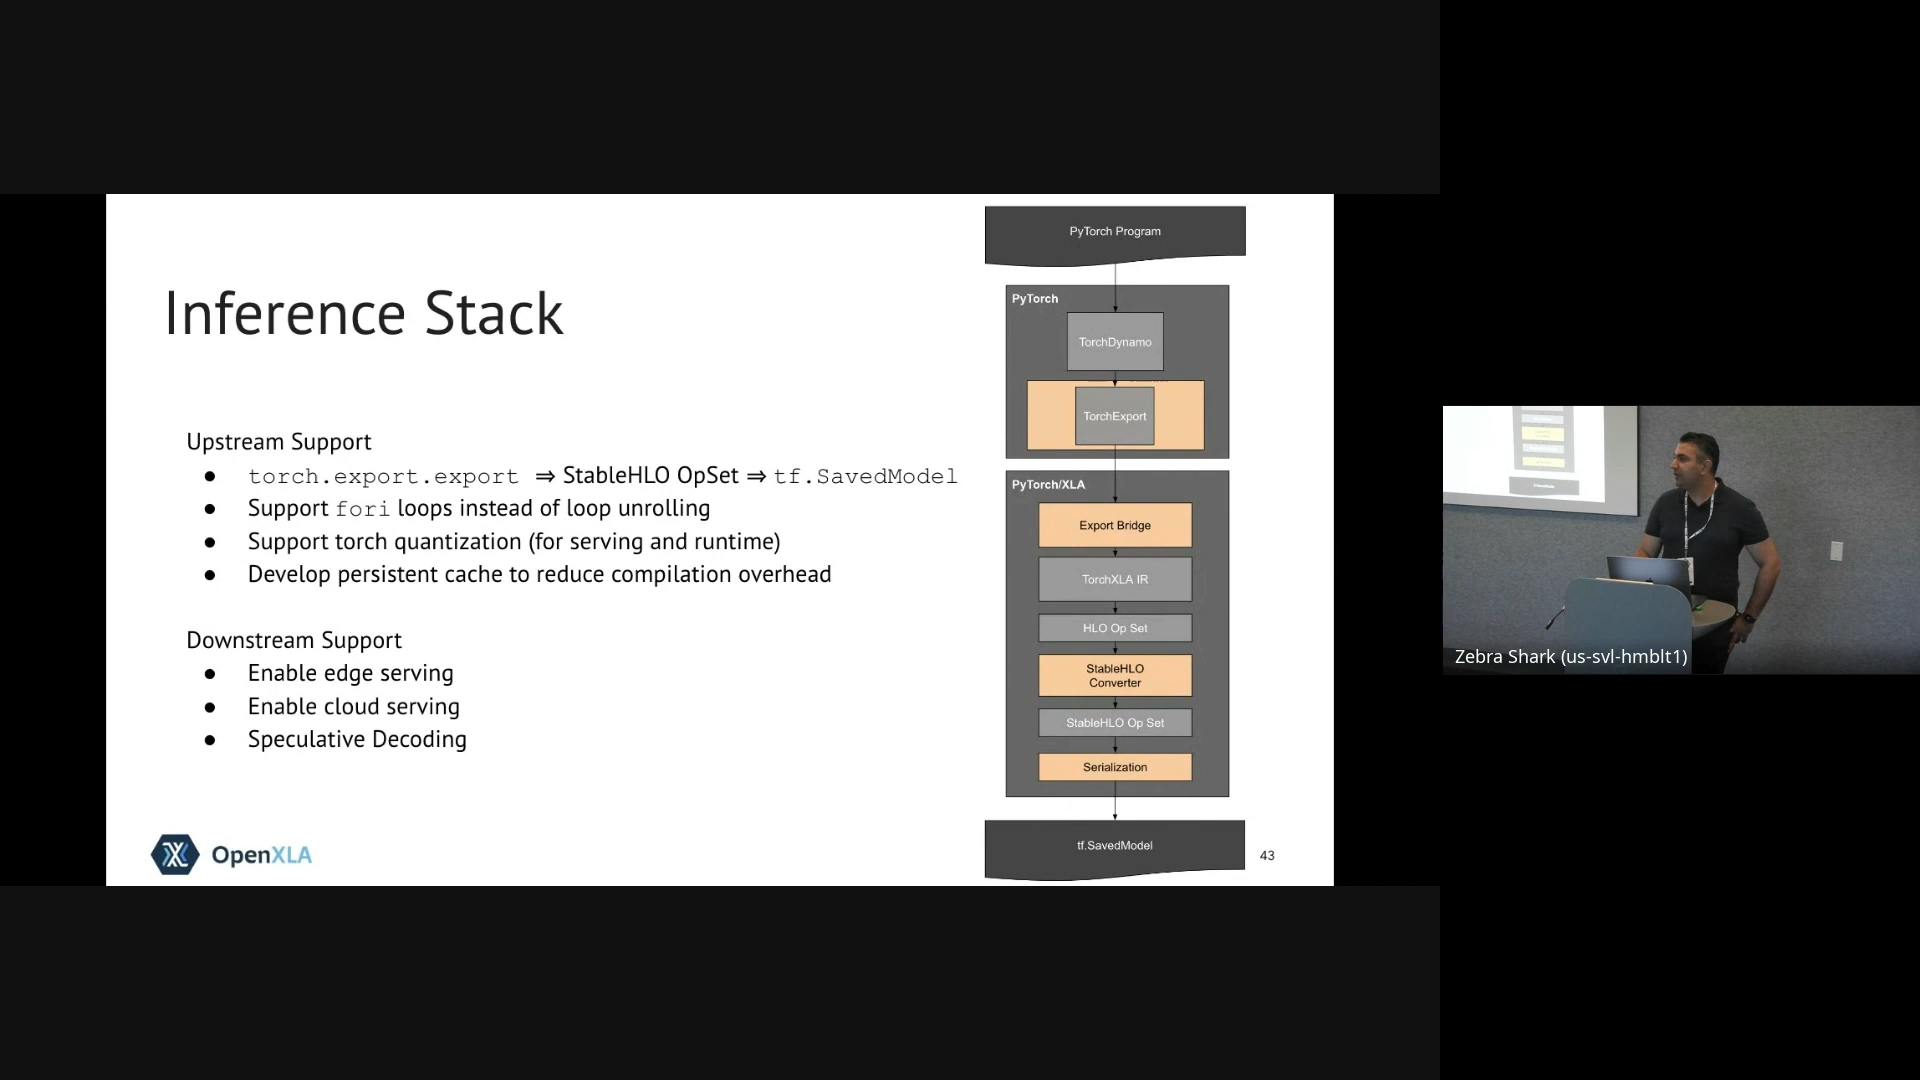 Inference Stack
Upstream Support
● torch.export.export ⇒ StableHLO OpSet ⇒ tf.SavedModel
● Support fori loops instead of loop unrolling
● Support torch quantization (for serving and runtime)
● Develop persistent cache to reduce compilation overhead
Downstream Support
● Enable edge serving
● Enable cloud serving
● Speculative Decoding
OpenXLA
PyTorch Program
PyTorch
TorchDynamo
TorchExport
PyTorch/XLA
Export Bridge
TorchXLA IR
HLO Op Set
StableHLO
Converter
StableHLO Op Set
Serialization
tf.SavedModel
43
Zebra Shark (us-svl-hmblt1)